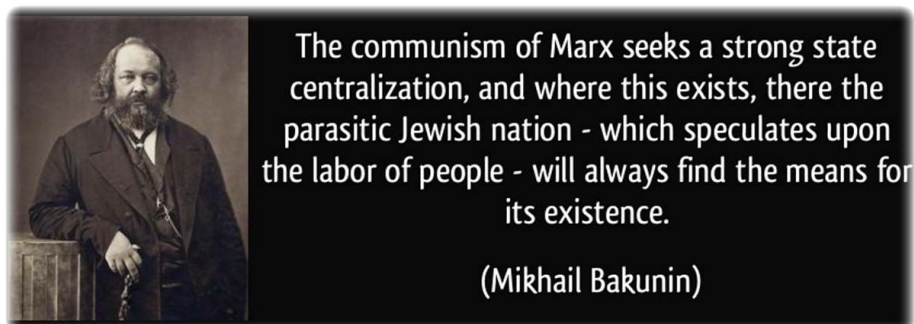 The communism of Marx seeks a strong state
centralization, and where this exists, there the
parasitic Jewish nation - which speculates upon
the labor of people - will always find the means for
its existence.
(Mikhail Bakunin)